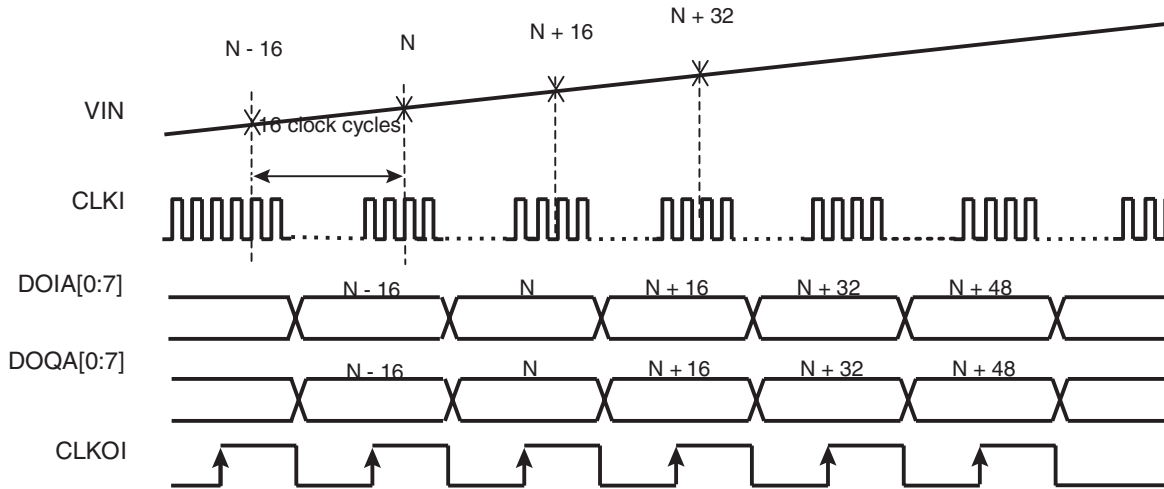 N + 32
N + 16
N
N - 16
VIN
16 clock cycles
CLKI
DOIA[0:7]
N - 16
N
N + 16
N + 32
N + 48
DOQA[0:7]
N - 16
N
N + 16
N + 32
N + 48
CLKOI